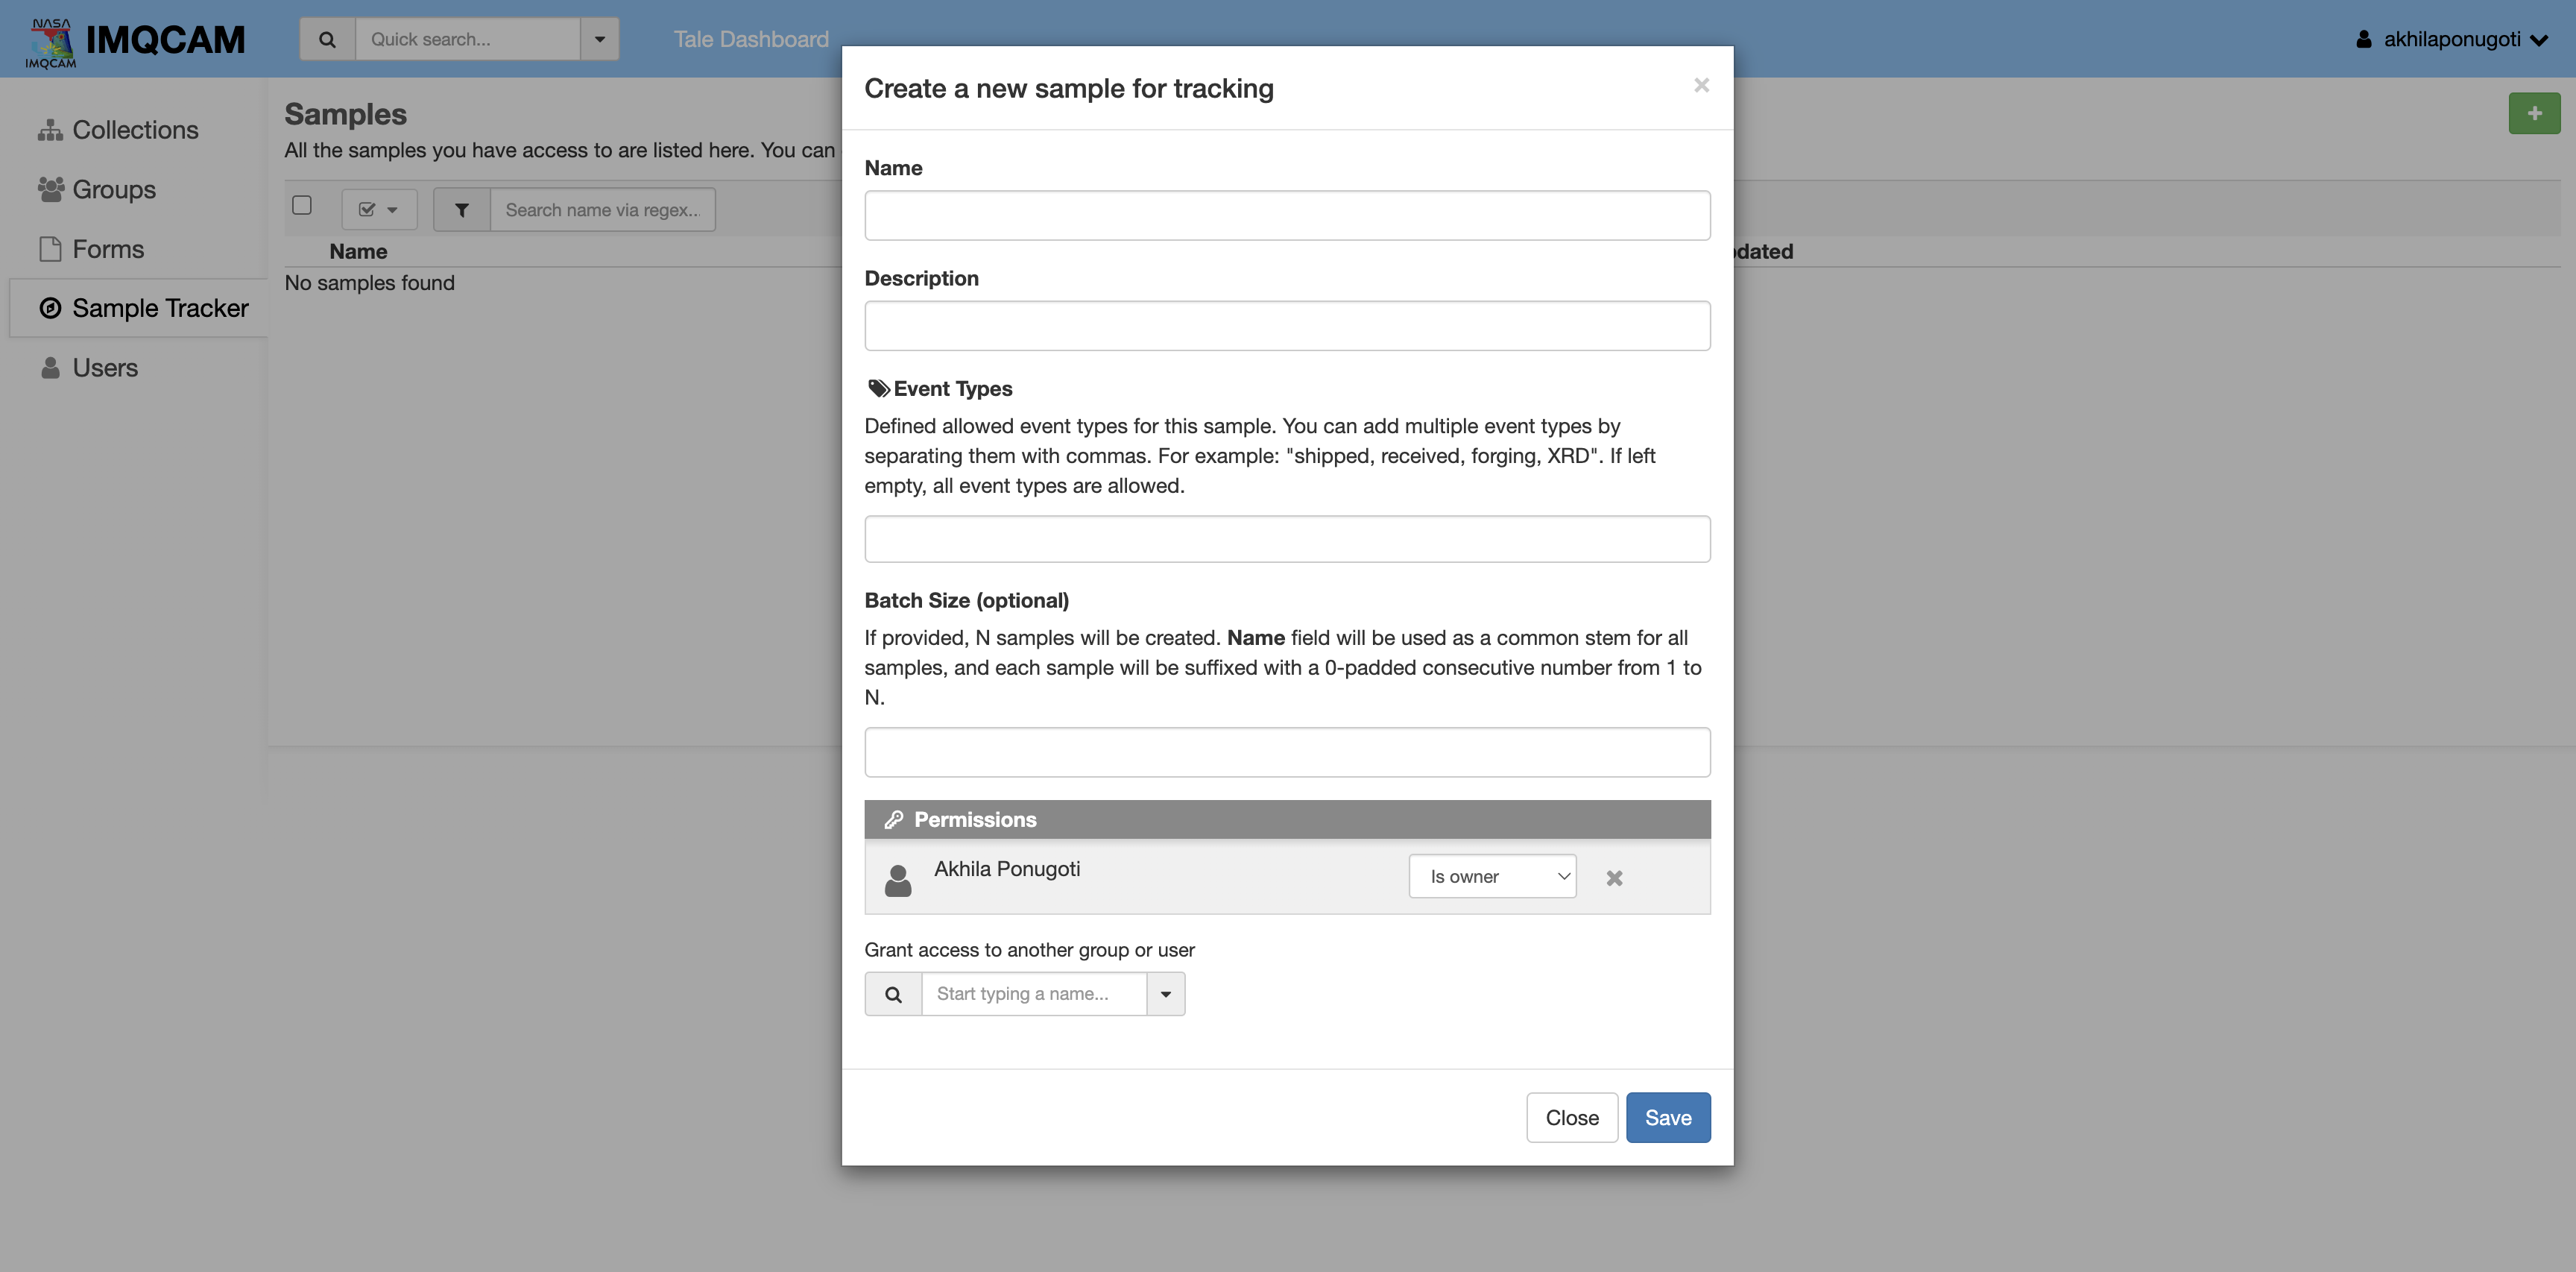 NASA
IMQCAM
IMQCAM
Quick search...
Tale Dashboard
akhilaponugoti
Collections
Groups
Forms
Sample Tracker
Users
Samples
All the samples you have access to are listed here. You can
Search name via regex...
Name
dated
No samples found
Create a new sample for tracking
×
Name
Description
Event Types
Defined allowed event types for this sample. You can add multiple event types by
separating them with commas. For example: "shipped, received, forging, XRD". If left
empty, all event types are allowed.
Batch Size (optional)
If provided, N samples will be created. Name field will be used as a common stem for all
samples, and each sample will be suffixed with a 0-padded consecutive number from 1 to
N.
Permissions
Akhila Ponugoti
Is owner
Grant access to another group or user
Start typing a name...
Close
Save